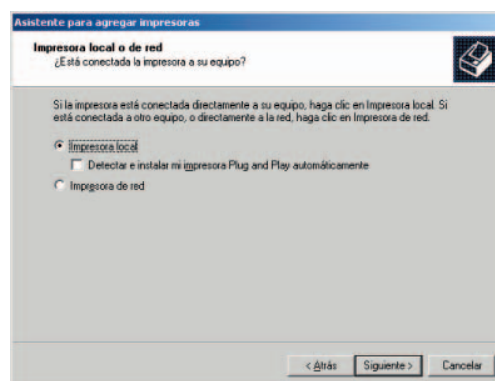 Asistente para agregar impresoras
Impresora local o de red
¿Está conectada la impresora a su equipo?
Si la impresora está conectada directamente a su equipo, haga clic en Impresora local. Si
está conectada a otro equipo, o directamente a la red, haga clic en Impresora de red.
Impresora local
Detectar e instalar mi impresora Plug and Play automáticamente
Impresora de red
< Atrás Siguiente > Cancelar